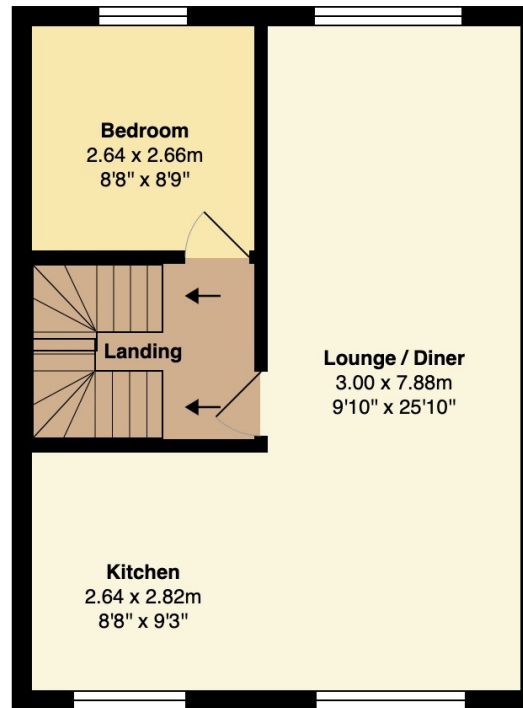 Bedroom
2.64 x 2.66m
8'8" x 8'9"
Landing
Lounge / Diner
3.00 x 7.88m
9'10" x 25'10"
Kitchen
2.64 x 2.82m
8'8" x 9'3"